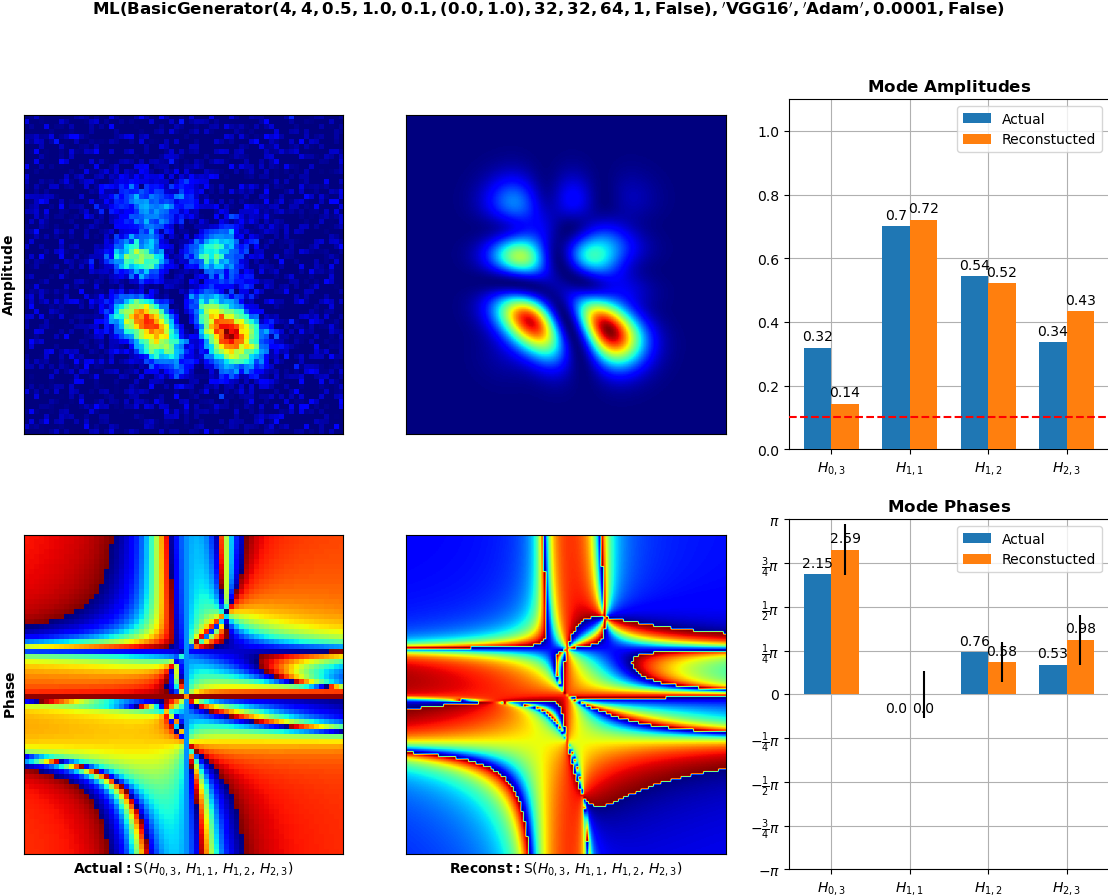 ML(BasicGenerator(4, 4, 0.5, 1.0, 0.1, (0.0, 1.0), 32, 32, 64, 1, False), 'VGG16', 'Adam', 0.0001, False)
Amplitude
Mode Amplitudes
Actual
Reconstucted
1.0
0.8
0.6
0.4
0.2
0.0
0.32
0.14
0.7
0.72
0.54
0.52
0.34
0.43
H0,3
H1,1
H1,2
H2,3
Phase
Actual: S(H0,3, H1,1, H1,2, H2,3)
Reconst: S(H0,3, H1,1, H1,2, H2,3)
Mode Phases
Actual
Reconstucted
π
3/4π
1/2π
1/4π
0
−1/4π
−1/2π
−3/4π
−π
2.15
2.59
0.0
0.0
0.76
0.58
0.53
0.98
H0,3
H1,1
H1,2
H2,3